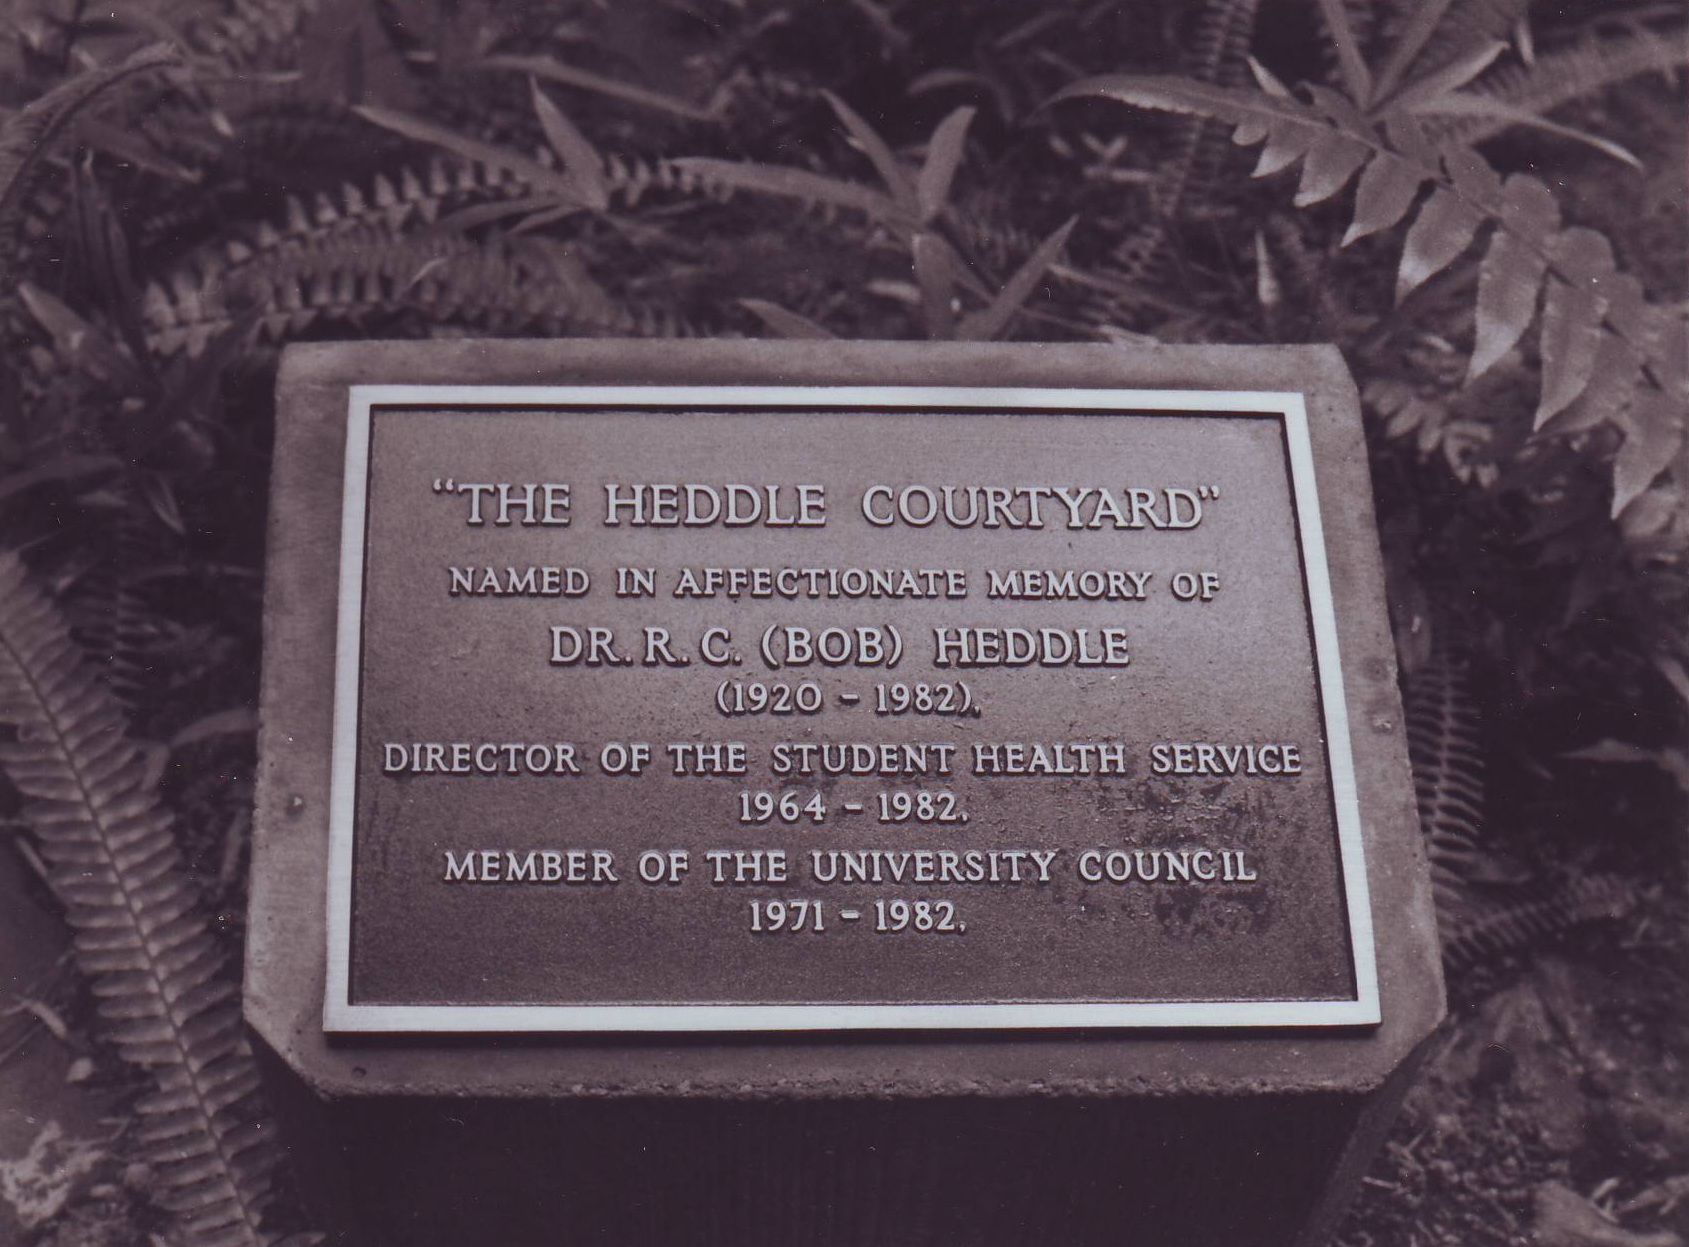 “THE HEDDLE COURTYARD”
NAMED IN AFFECTIONATE MEMORY OF
DR. R. C. (BOB) HEDDLE
(1920 - 1982).
DIRECTOR OF THE STUDENT HEALTH SERVICE
1964 - 1982.
MEMBER OF THE UNIVERSITY COUNCIL
1971 - 1982.